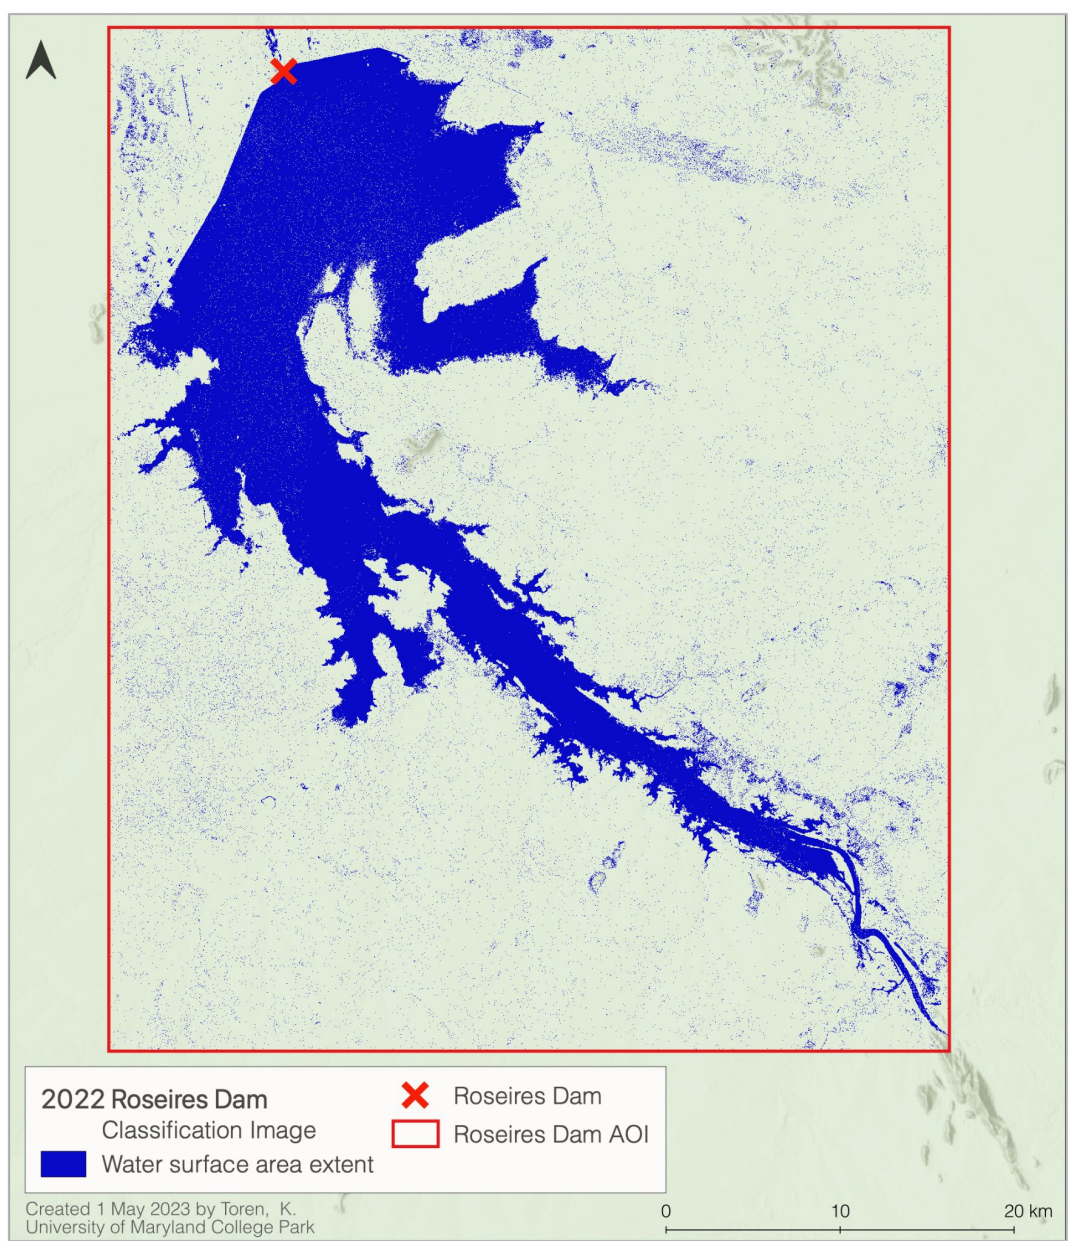 2022 Roseires Dam
Classification Image
Water surface area extent
Roseires Dam
Roseires Dam AOI
Created 1 May 2023 by Toren, K.
University of Maryland College Park
0 10 20 km